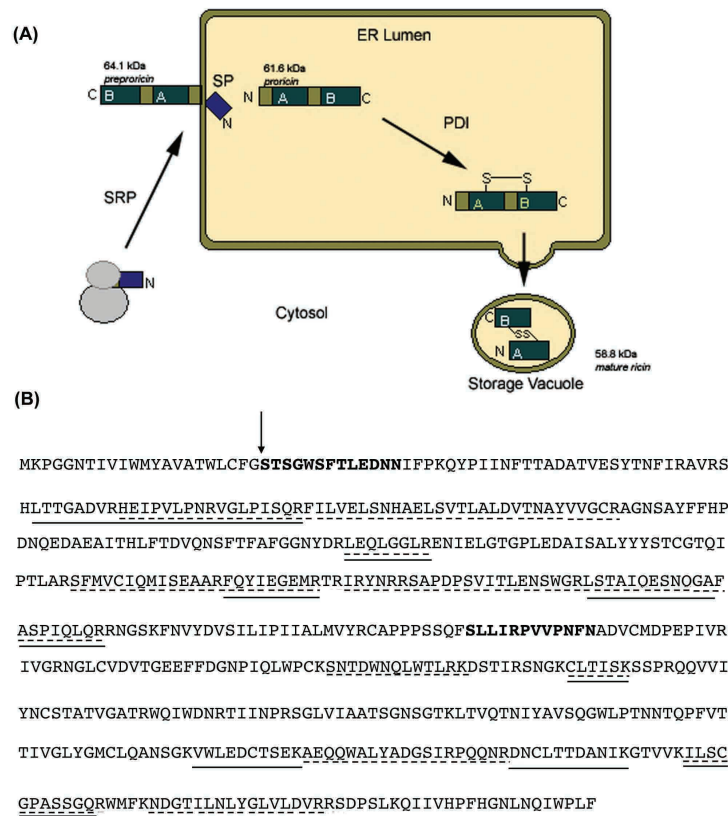 (A)
ER Lumen
64.1 kDa
preproricin
SP
61.6 kDa
proricin
C B A
N
N A B C
PDI
S S
N A B C
SRP
N
Cytosol
C B
SS
N A
58.8 kDa
mature ricin
Storage Vacuole
(B)
MKPGGNTIVIWMYAVATWLCFGSTSGWSFTLEDNNIFPKQYPIINFTTADATVESYTNFIRAVRS
HLTTGADVRHEIPVLPNRVGLPISQRFILVELSNHAELSVTLALDVTNAYVVGCRAGNSAYFFHP
DNQEDAEAITHLFTDVQNSFTFAFGGNYDRLEQLGGLRENIELGTGPLEDAISALYYYSTCGTQI
PTLARSFMVCIQMISEAARFQYIEGEMRTRIRYNRRSAPDPSVITLENSWGRLSTAIQESNQGAF
ASPIQLQRRNGSKFNVYDVSILIPIIALMVYRCAPPPSSQFSLLIRPVVPNFNADVCMDPEPIVR
IVGRNGLCVDVTGEEFFDGNPIQLWPCKSNTDWNQLWTLRKDSTIRSNGKCLTISKSSPRQQVVI
YNCSTATVGATRWQIWDNRTIINPRSGLVIAATSGNSGTKLTVQTNIYAVSQGWLPTNNTQPFVT
TIVGLYGMCLQANSGKVWLEDCTSEKAEQQWALYADGSIRPQQNRDNCLTTDANIKGTVVKILSC
GPASSGQRWMFKNDGTILNLYGLVLDVRRSDPSLKQIIVHPFHGNLNQIWPLF